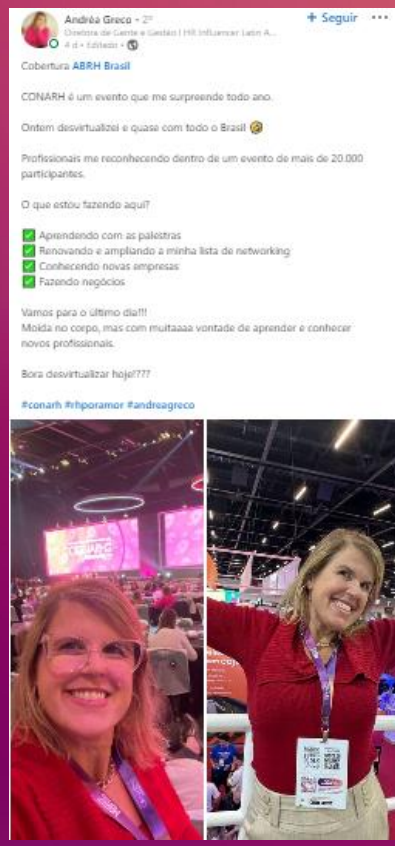 Andréa Greco • 2º
+ Seguir
Diretora de Gente e Gestão | HR Influencer Latin A...
4 d • Editado •
Cobertura ABRH Brasil
CONARH é um evento que me surpreende todo ano.
Ontem desvirtualizei e quase com todo o Brasil
Profissionais me reconhecendo dentro de um evento de mais de 20.000
participantes.
O que estou fazendo aqui?
Aprendendo com as palestras
Renovando e ampliando a minha lista de networking
Conhecendo novas empresas
Fazendo negócios
Vamos para o último dia!!!
Moída no corpo, mas com muitaaaa vontade de aprender e conhecer
novos profissionais.
Bora desvirtualizar hoje!????
#conarh #rhporamor #andreagreco